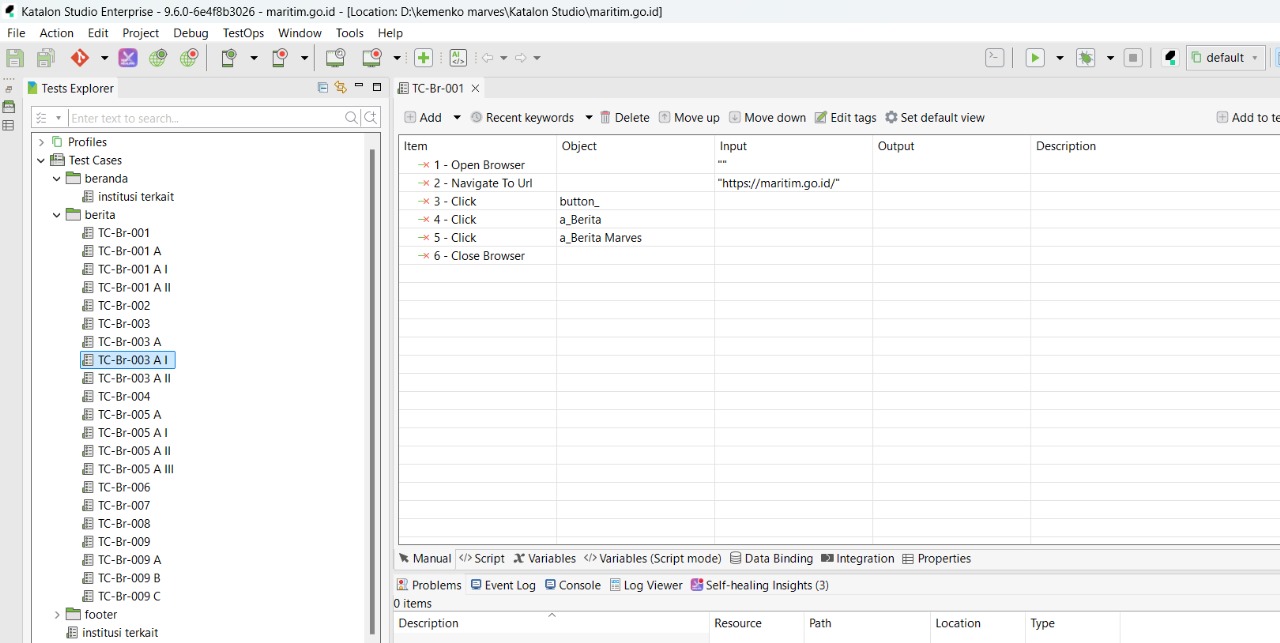 Katalon Studio Enterprise - 9.6.0-6e4f8b3026 - maritim.go.id - [Location: D:\kemenko marves\Katalon Studio\maritim.go.id]
File Action Edit Project Debug TestOps Window Tools Help
default
Tests Explorer
Enter text to search...
Profiles
Test Cases
beranda
institusi terkait
berita
TC-Br-001
TC-Br-001 A
TC-Br-001 A I
TC-Br-001 A II
TC-Br-002
TC-Br-003
TC-Br-003 A
TC-Br-003 A I
TC-Br-003 A II
TC-Br-004
TC-Br-005 A
TC-Br-005 A I
TC-Br-005 A II
TC-Br-005 A III
TC-Br-006
TC-Br-007
TC-Br-008
TC-Br-009
TC-Br-009 A
TC-Br-009 B
TC-Br-009 C
footer
institusi terkait
TC-Br-001
Add Recent keywords Delete Move up Move down Edit tags Set default view Add to te
Item Object Input Output Description
1 - Open Browser ""
2 - Navigate To Url "https://maritim.go.id/"
3 - Click button_
4 - Click a_Berita
5 - Click a_Berita Marves
6 - Close Browser
Manual </> Script Variables </> Variables (Script mode) Data Binding Integration Properties
Problems Event Log Console Log Viewer Self-healing Insights (3)
0 items
Description Resource Path Location Type